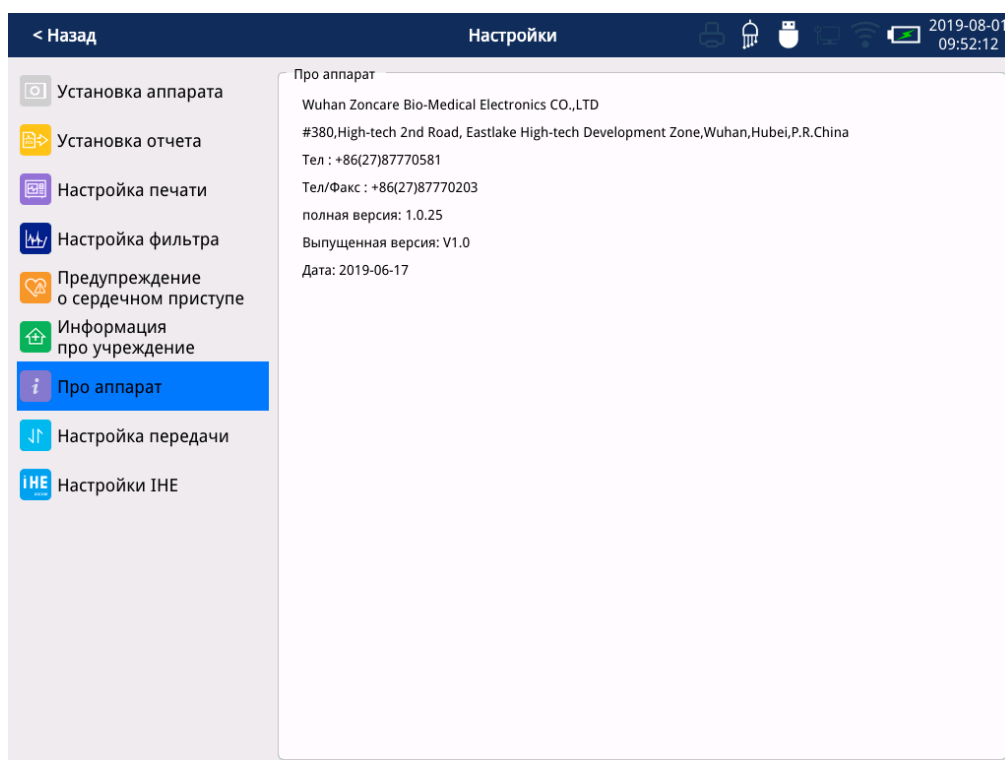 < Назад
Настройки
2019-08-01
09:52:12
Установка аппарата
Установка отчета
Настройка печати
Настройка фильтра
Предупреждение
о сердечном приступе
Информация
про учреждение
Про аппарат
Настройка передачи
iHE
Настройки IHE
Про аппарат
Wuhan Zoncare Bio-Medical Electronics CO.,LTD
#380,High-tech 2nd Road, Eastlake High-tech Development Zone,Wuhan,Hubei,P.R.China
Тел : +86(27)87770581
Тел/Факс : +86(27)87770203
полная версия: 1.0.25
Выпущенная версия: V1.0
Дата: 2019-06-17